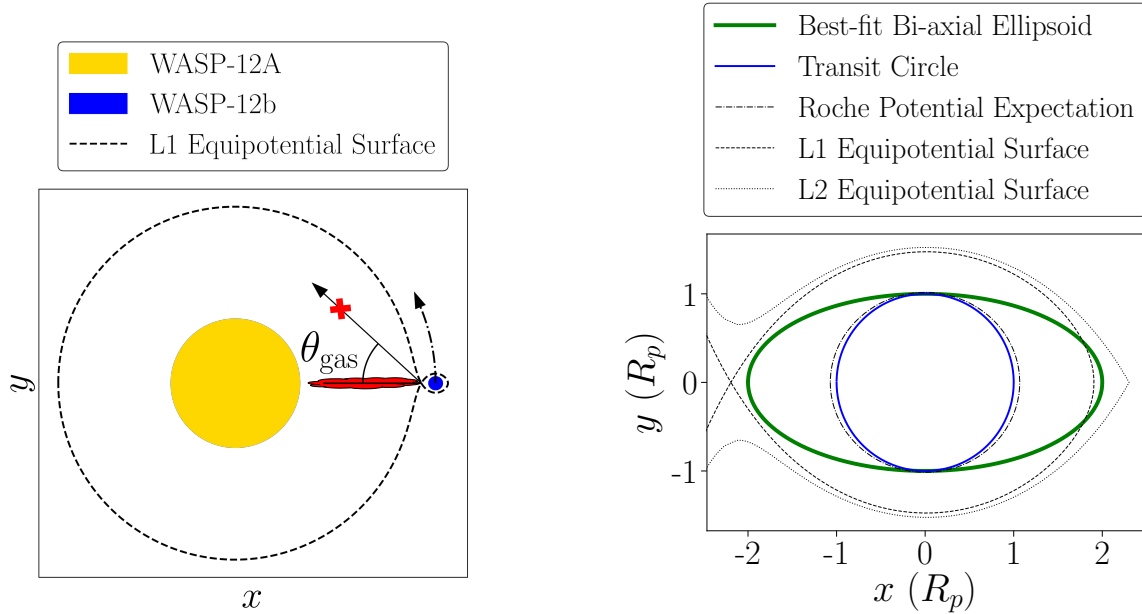 WASP-12A
WASP-12b
L1 Equipotential Surface
θgas
y
x
Best-fit Bi-axial Ellipsoid
Transit Circle
Roche Potential Expectation
L1 Equipotential Surface
L2 Equipotential Surface
1
0
-1
y (Rp)
-2 -1 0 1 2
x (Rp)